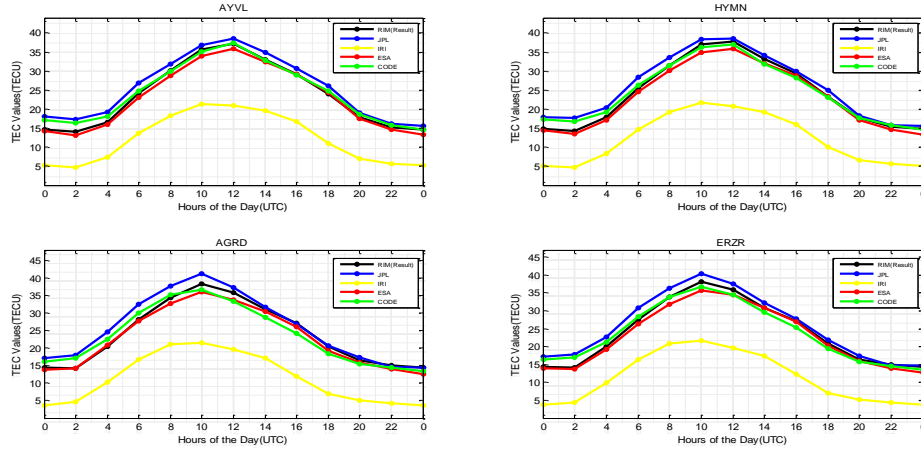 AYVL
TEC Values(TECU)
40
35
30
25
20
15
10
5
RIM(Result)
JPL
IRI
ESA
CODE
0 2 4 6 8 10 12 14 16 18 20 22 0
Hours of the Day(UTC)
HYMN
TEC Values(TECU)
40
35
30
25
20
15
10
5
RIM(Result)
JPL
IRI
ESA
CODE
0 2 4 6 8 10 12 14 16 18 20 22 0
Hours of the Day(UTC)
AGRD
TEC Values(TECU)
45
40
35
30
25
20
15
10
5
RIM(Result)
JPL
IRI
ESA
CODE
0 2 4 6 8 10 12 14 16 18 20 22 0
Hours of the Day(UTC)
ERZR
TEC Values(TECU)
45
40
35
30
25
20
15
10
5
RIM(Result)
JPL
IRI
ESA
CODE
0 2 4 6 8 10 12 14 16 18 20 22 0
Hours of the Day(UTC)